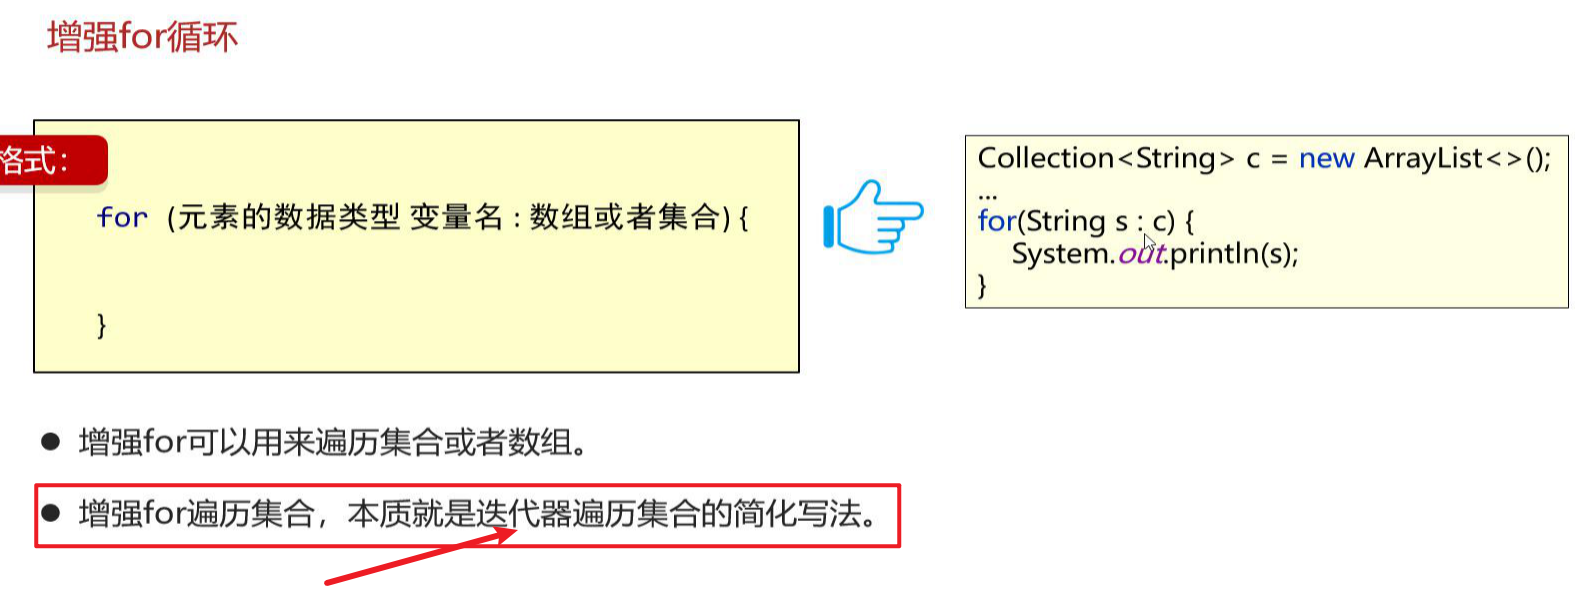 增强for循环
格式：
for (元素的数据类型 变量名 : 数组或者集合) {
}
Collection<String> c = new ArrayList<>();
...
for(String s : c) {
System.out.println(s);
}
● 增强for可以用来遍历集合或者数组。
● 增强for遍历集合，本质就是迭代器遍历集合的简化写法。